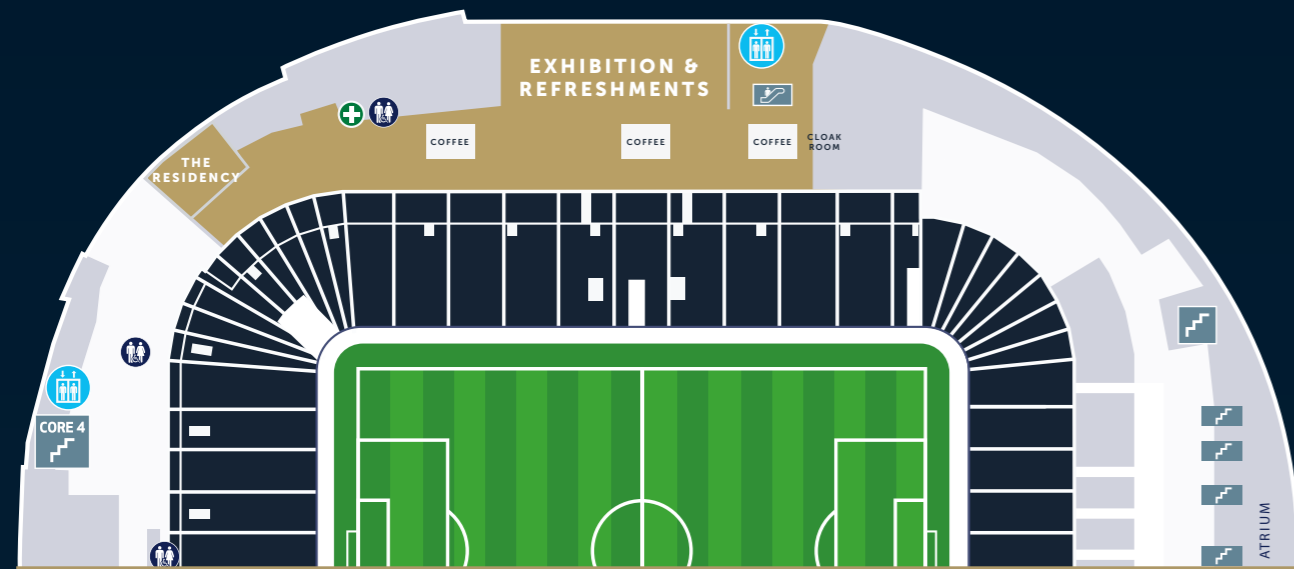 EXHIBITION &
REFRESHMENTS
COFFEE
COFFEE
COFFEE
CLOAK
ROOM
THE
RESIDENCY
CORE 4
ATRIUM